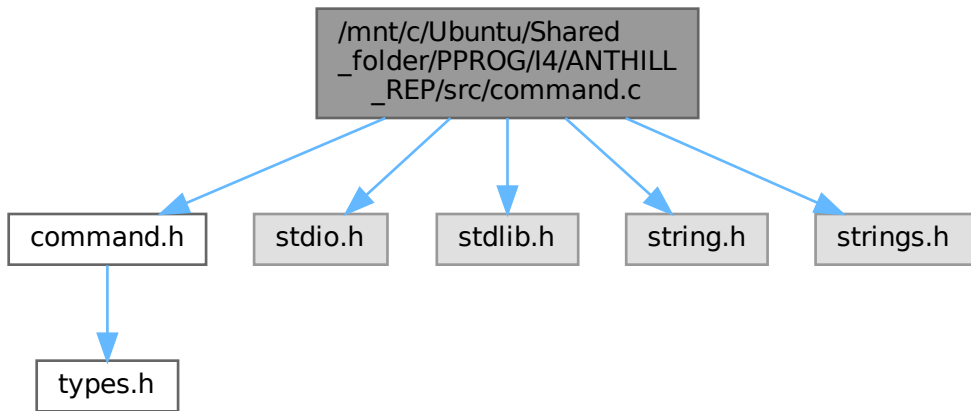 /mnt/c/Ubuntu/Shared
_folder/PPROG/I4/ANTHILL
_REP/src/command.c
command.h
stdio.h
stdlib.h
string.h
strings.h
types.h